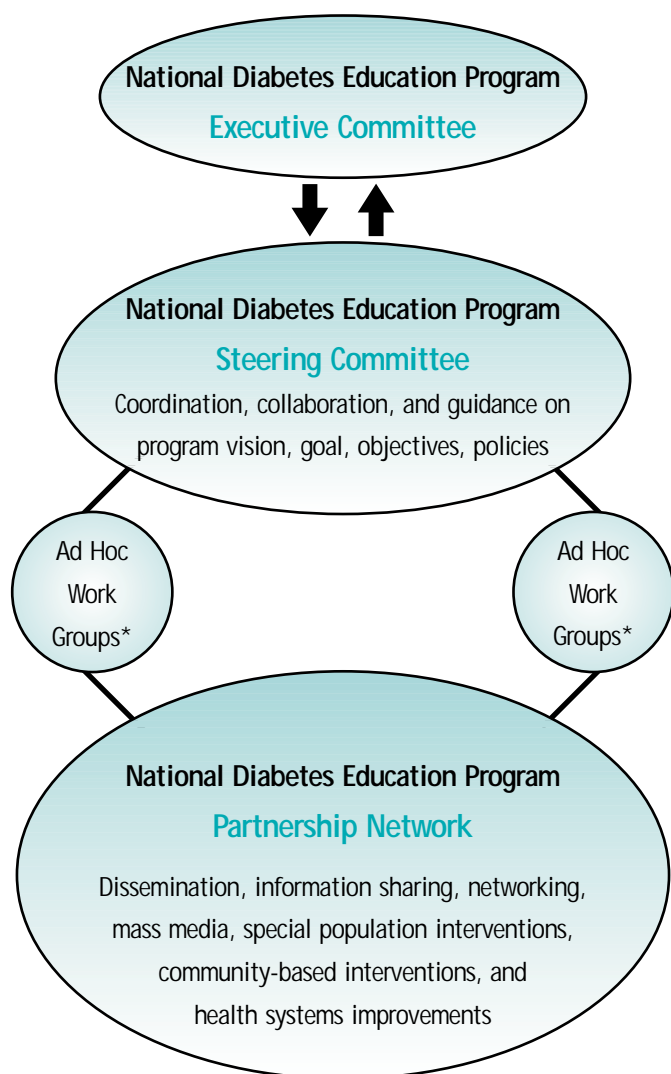 National Diabetes Education Program
Executive Committee
National Diabetes Education Program
Steering Committee
Coordination, collaboration, and guidance on
program vision, goal, objectives, policies
Ad Hoc
Work
Groups*
Ad Hoc
Work
Groups*
National Diabetes Education Program
Partnership Network
Dissemination, information sharing, networking,
mass media, special population interventions,
community-based interventions, and
health systems improvements